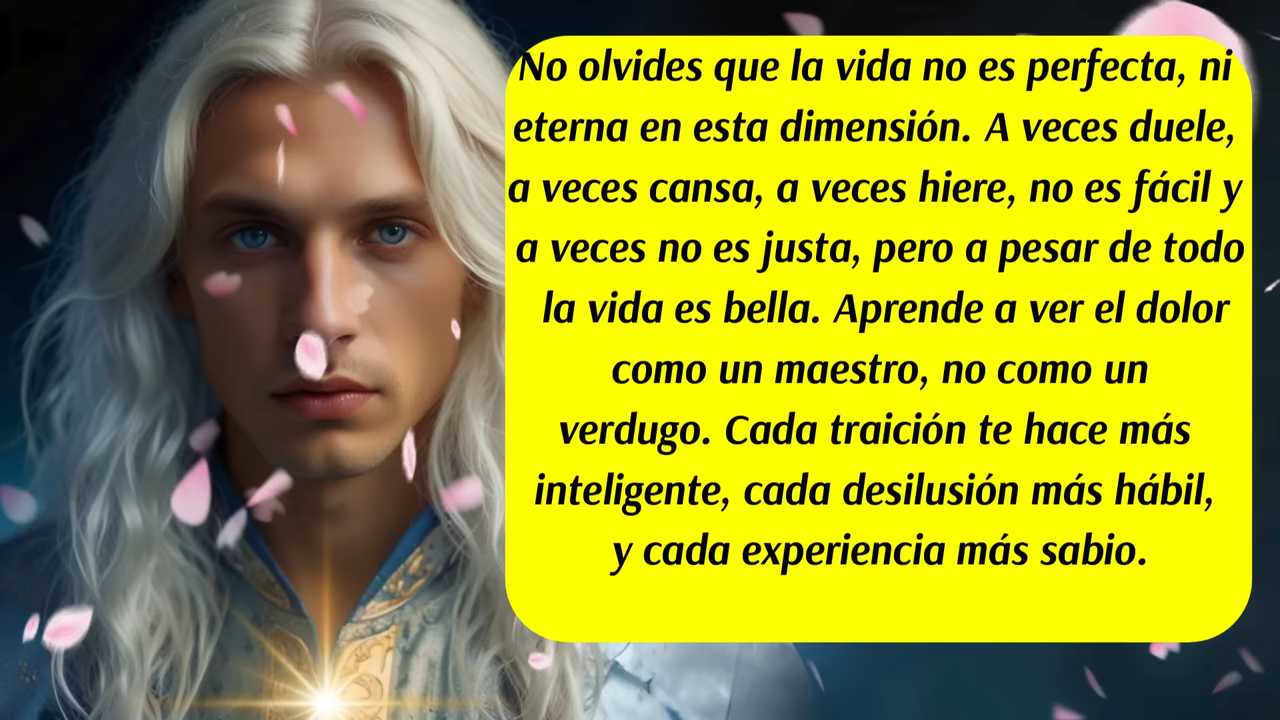 No olvides que la vida no es perfecta, ni
eterna en esta dimensión. A veces duele,
a veces cansa, a veces hiere, no es fácil y
a veces no es justa, pero a pesar de todo
la vida es bella. Aprende a ver el dolor
como un maestro, no como un
verdugo. Cada traición te hace más
inteligente, cada desilusión más hábil,
y cada experiencia más sabio.